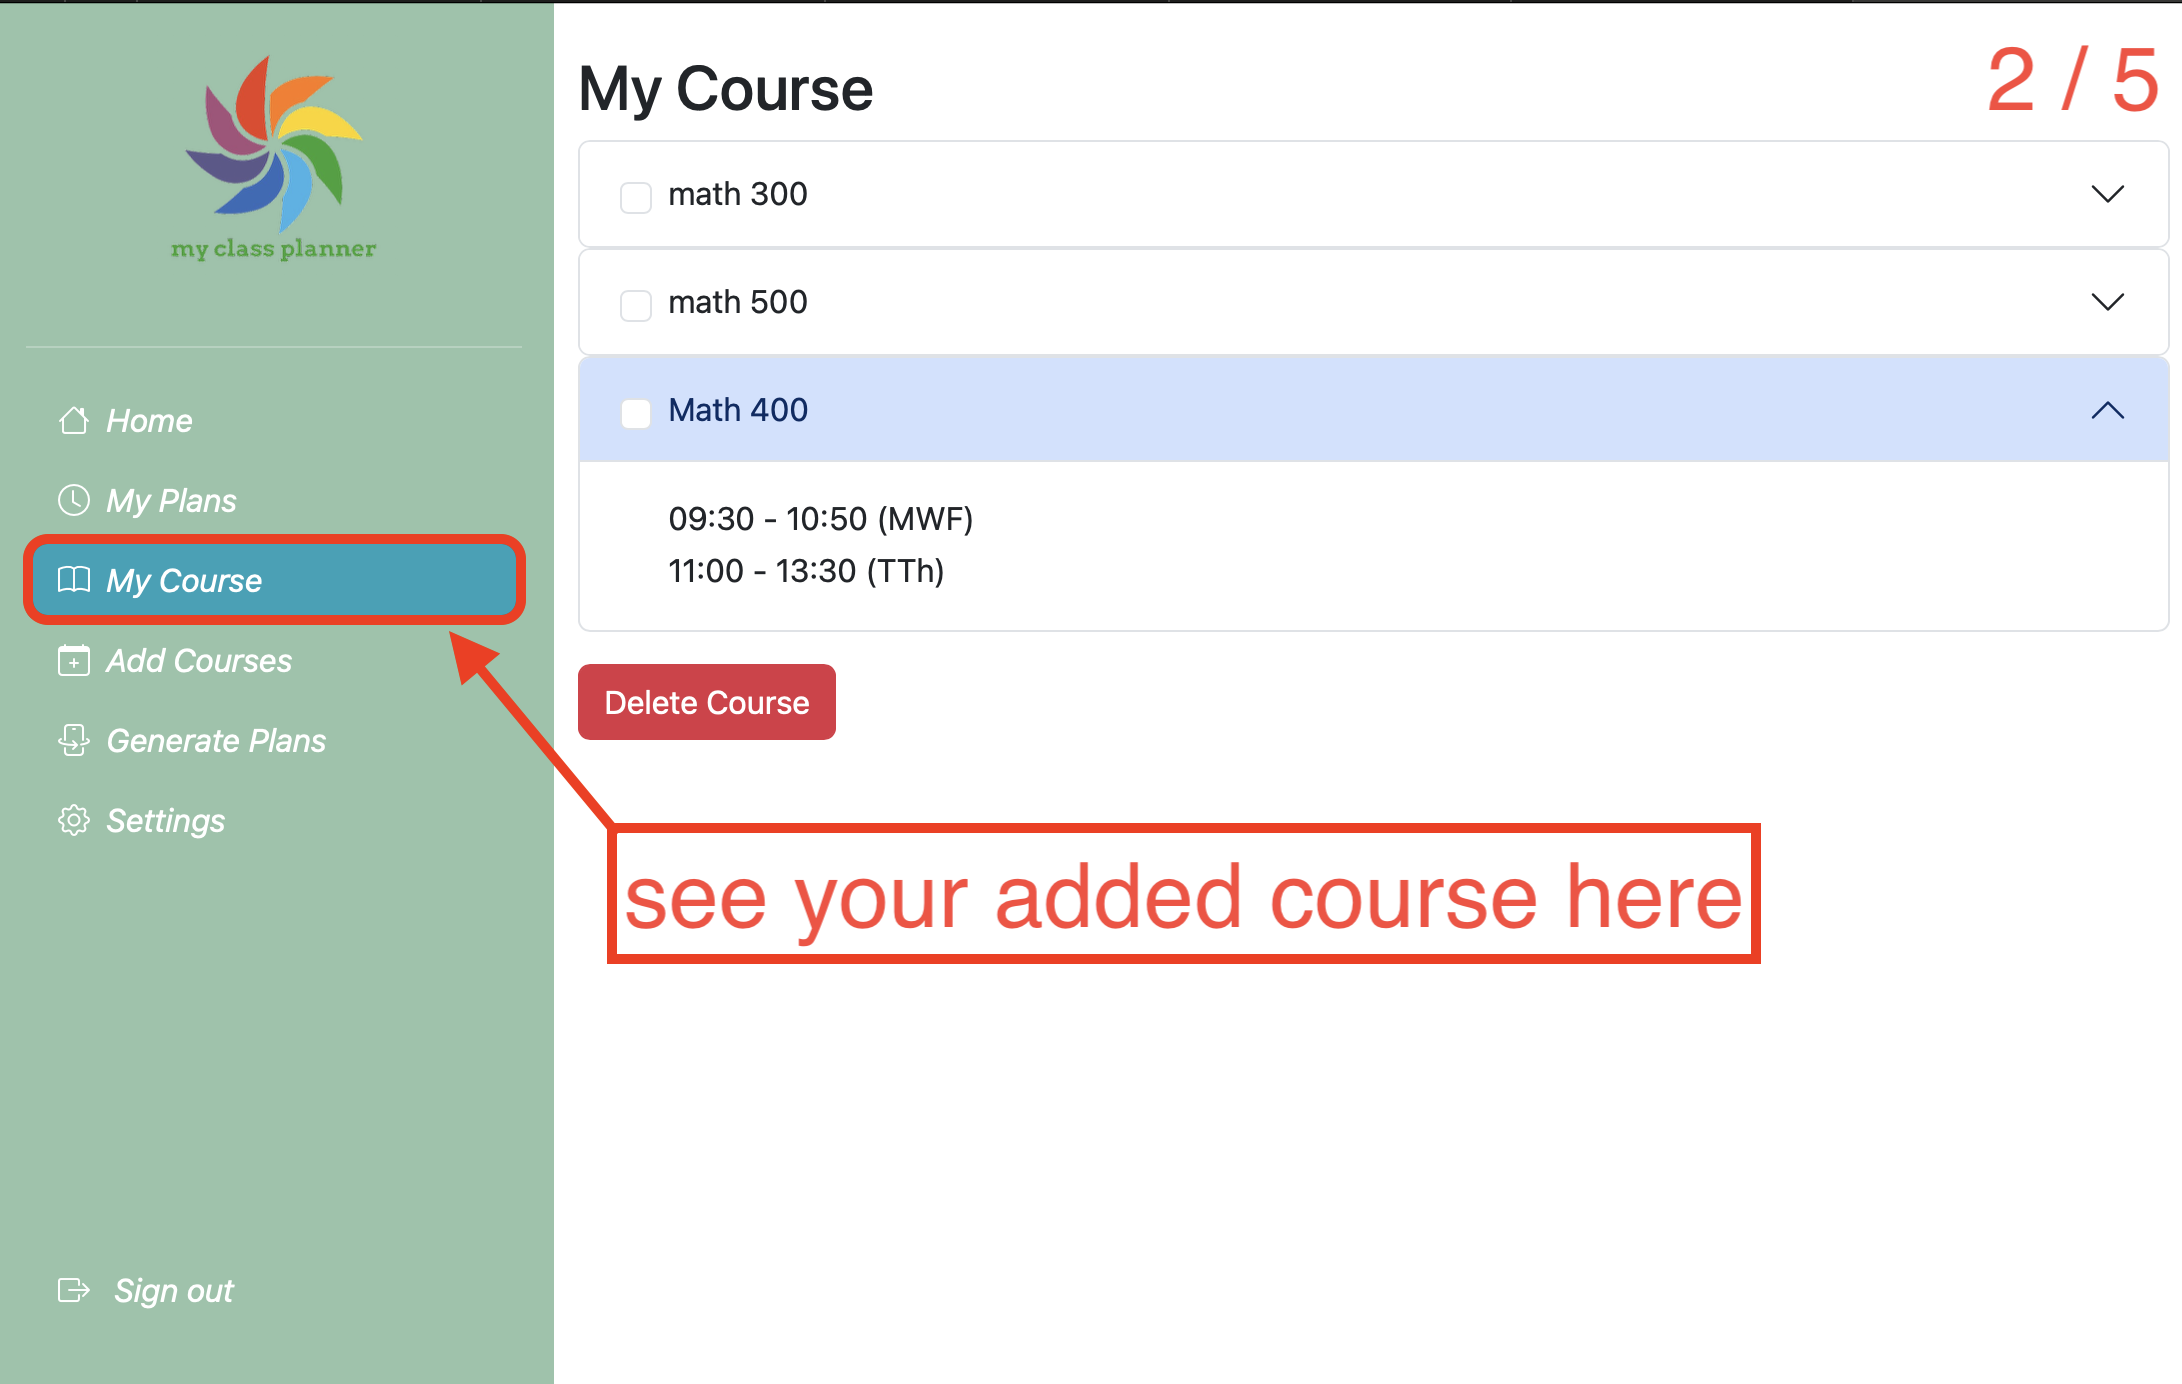 my class planner
Home
My Plans
My Course
Add Courses
Generate Plans
Settings
Sign out
My Course
2 / 5
math 300
math 500
Math 400
09:30 - 10:50 (MWF)
11:00 - 13:30 (TTh)
Delete Course
see your added course here